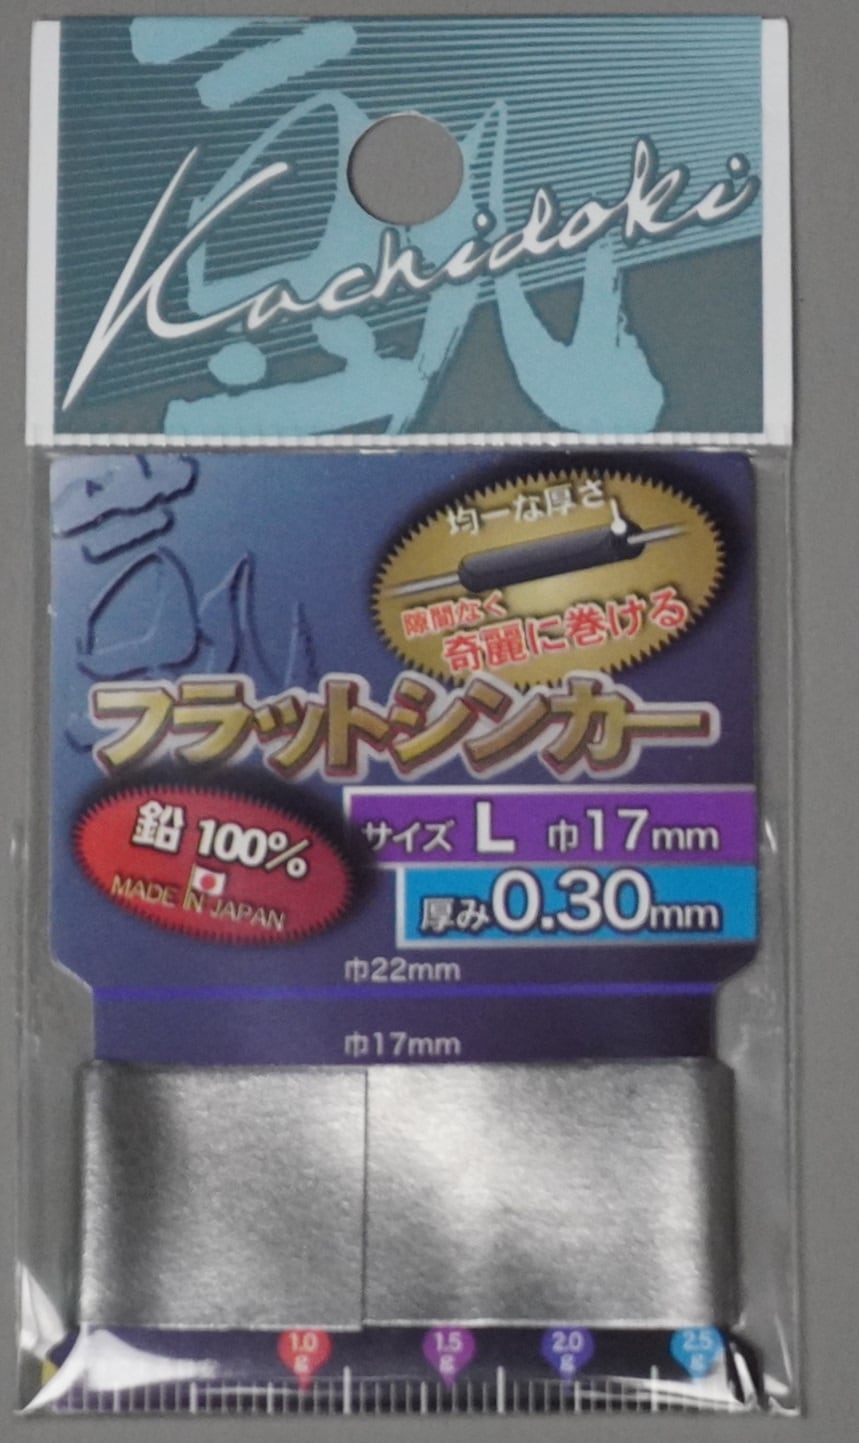 凱
Kachidoki
凱
均一な厚さ
隙間なく
奇麗に巻ける
フラットシンカー
鉛 100%
MADE IN JAPAN
サイズ L 巾17mm
厚み0.30mm
巾22mm
巾17mm
1.0g 1.5g 2.0g 2.5g